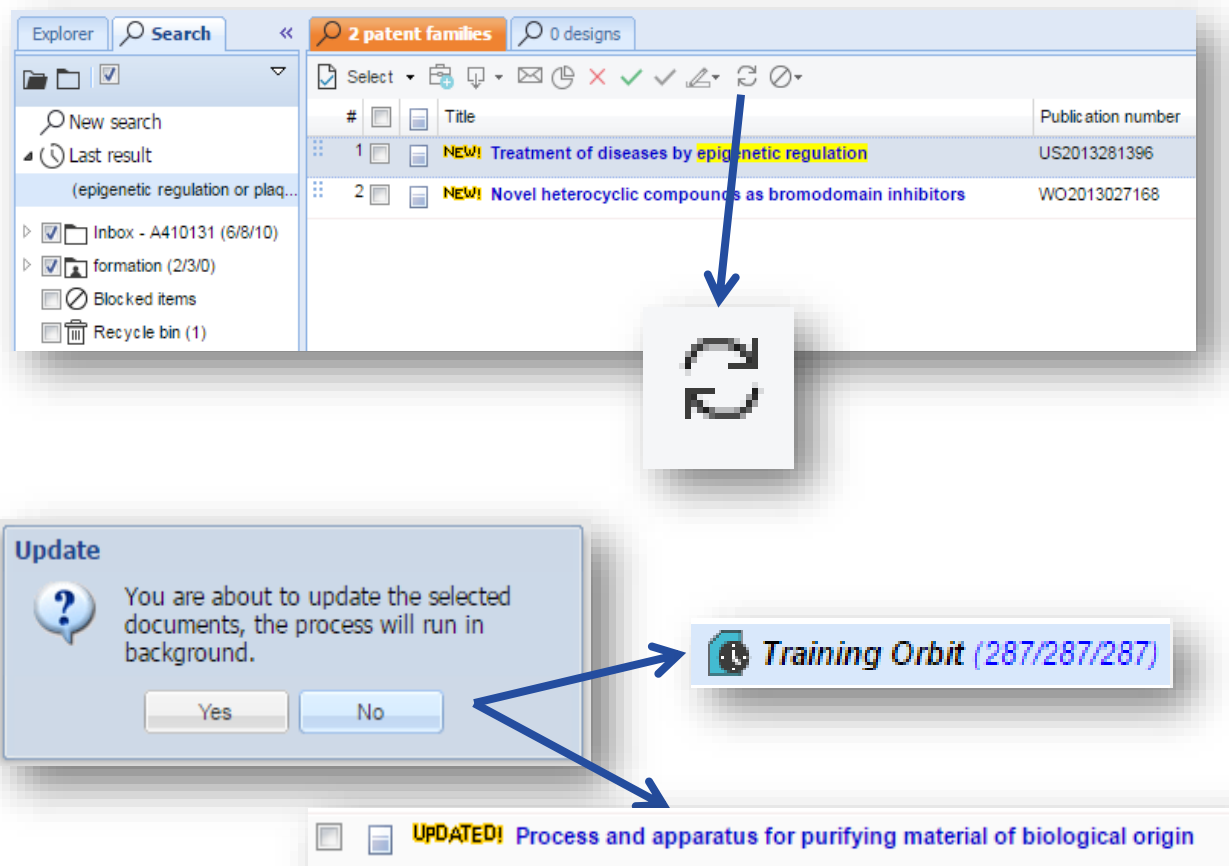 Explorer Search «
2 patent families 0 designs
Select
New search
Last result
(epigenetic regulation or plaq...
Inbox - A410131 (6/8/10)
formation (2/3/0)
Blocked items
Recycle bin (1)
# Title Publication number
1 NEW! Treatment of diseases by epigenetic regulation US2013281396
2 NEW! Novel heterocyclic compounds as bromodomain inhibitors WO2013027168
Update
You are about to update the selected
documents, the process will run in
background.
Yes No
Training Orbit (287/287/287)
UPDATED! Process and apparatus for purifying material of biological origin